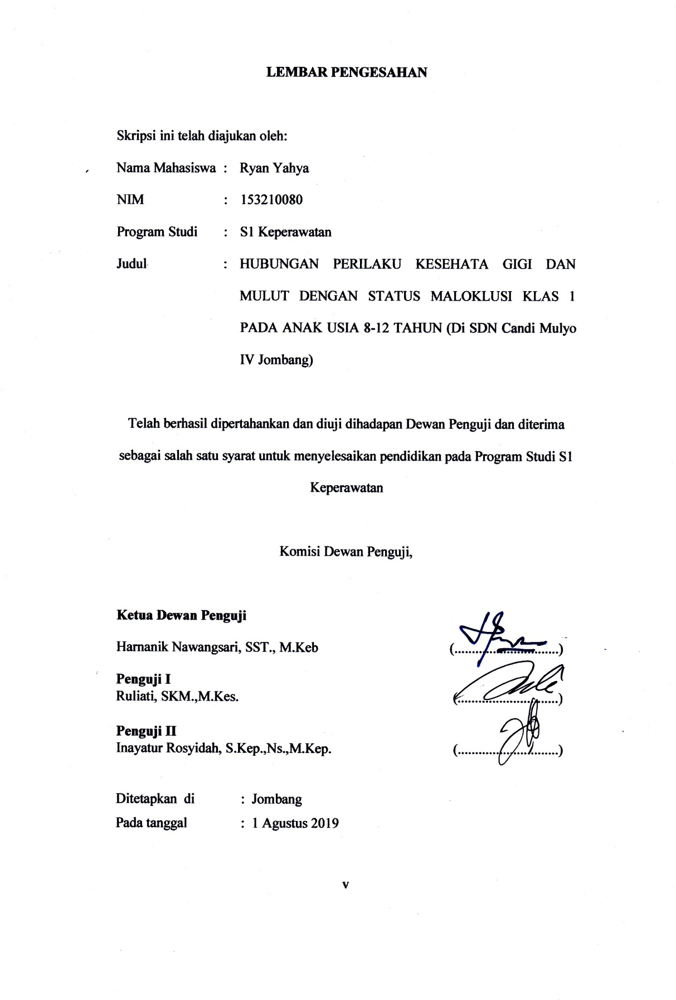 LEMBAR PENGESAHAN
Skripsi ini telah diajukan oleh:
Nama Mahasiswa : Ryan Yahya
NIM : 153210080
Program Studi : S1 Keperawatan
Judul : HUBUNGAN PERILAKU KESEHATA GIGI DAN
MULUT DENGAN STATUS MALOKLUSI KLAS 1
PADA ANAK USIA 8-12 TAHUN (Di SDN Candi Mulyo
IV Jombang)
Telah berhasil dipertahankan dan diuji dihadapan Dewan Penguji dan diterima
sebagai salah satu syarat untuk menyelesaikan pendidikan pada Program Studi S1
Keperawatan
Komisi Dewan Penguji,
Ketua Dewan Penguji
Harnanik Nawangsari, SST., M.Keb (..............................)
Penguji I
Ruliati, SKM.,M.Kes. (..............................)
Penguji II
Inayatur Rosyidah, S.Kep.,Ns.,M.Kep. (..............................)
Ditetapkan di : Jombang
Pada tanggal : 1 Agustus 2019
v